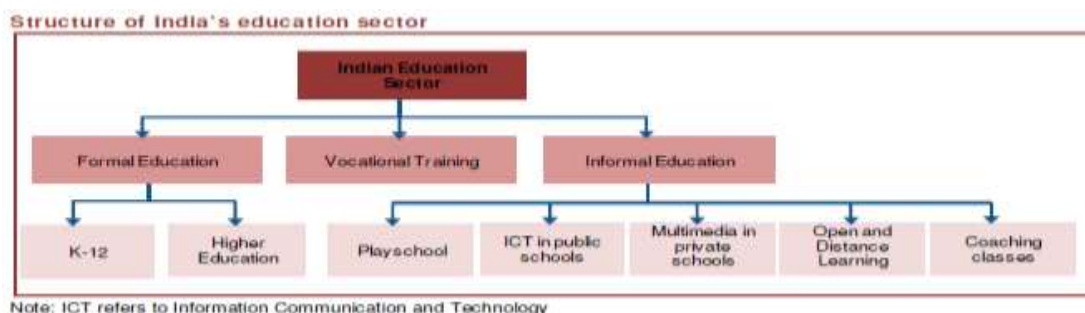 Structure of India's education sector
Indian Education
Sector
Formal Education
Vocational Training
Informal Education
K-12
Higher
Education
Playschool
ICT in public
schools
Multimedia in
private
schools
Open and
Distance
Learning
Coaching
classes
Note: ICT refers to Information Communication and Technology